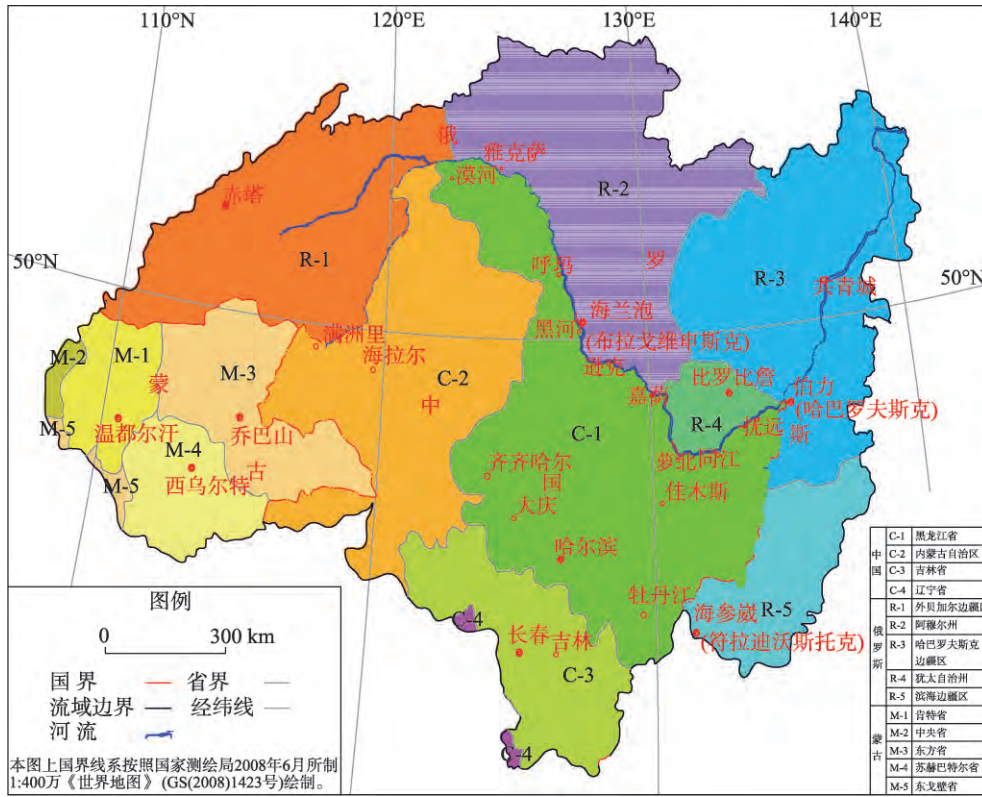 110°N
120°E
130°E
140°E
50°N
50°N
俄
雅克萨
漠河
R-2
赤塔
R-1
呼玛
罗
R-3
共青城
海兰泡
黑河
(布拉戈维申斯克)
逊克
满洲里
海拉尔
M-2
M-1
M-3
蒙
C-2
中
嘉荫
比罗比詹
伯力
(哈巴罗夫斯克)
R-4
抚远
斯
M-5
温都尔汗
乔巴山
C-1
M-4
古
萝北
同江
M-5
西乌尔特
齐齐哈尔
国
佳木斯
大庆
哈尔滨
牡丹江
海参崴
R-5
(符拉迪沃斯托克)
C-4
长春
吉林
C-3
-4
图例
0 300 km
国界
省界
流域边界
经纬线
河流
本图上国界线系按照国家测绘局2008年6月所制
1:400万《世界地图》 (GS(2008)1423号)绘制。
中国
C-1 黑龙江省
C-2 内蒙古自治区
C-3 吉林省
C-4 辽宁省
俄罗斯
R-1 外贝加尔边疆区
R-2 阿穆尔州
R-3 哈巴罗夫斯克
边疆区
R-4 犹太自治州
R-5 滨海边疆区
蒙古
M-1 肯特省
M-2 中央省
M-3 东方省
M-4 苏赫巴特尔省
M-5 东戈壁省